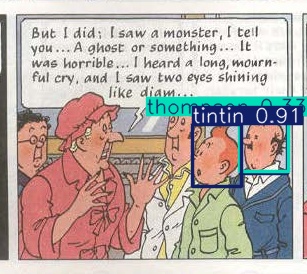 But I did; I saw a monster, I tell
you... A ghost or something... It
was horrible... I heard a long, mourn-
ful cry, and I saw two eyes shining
like diam...
tintin 0.91